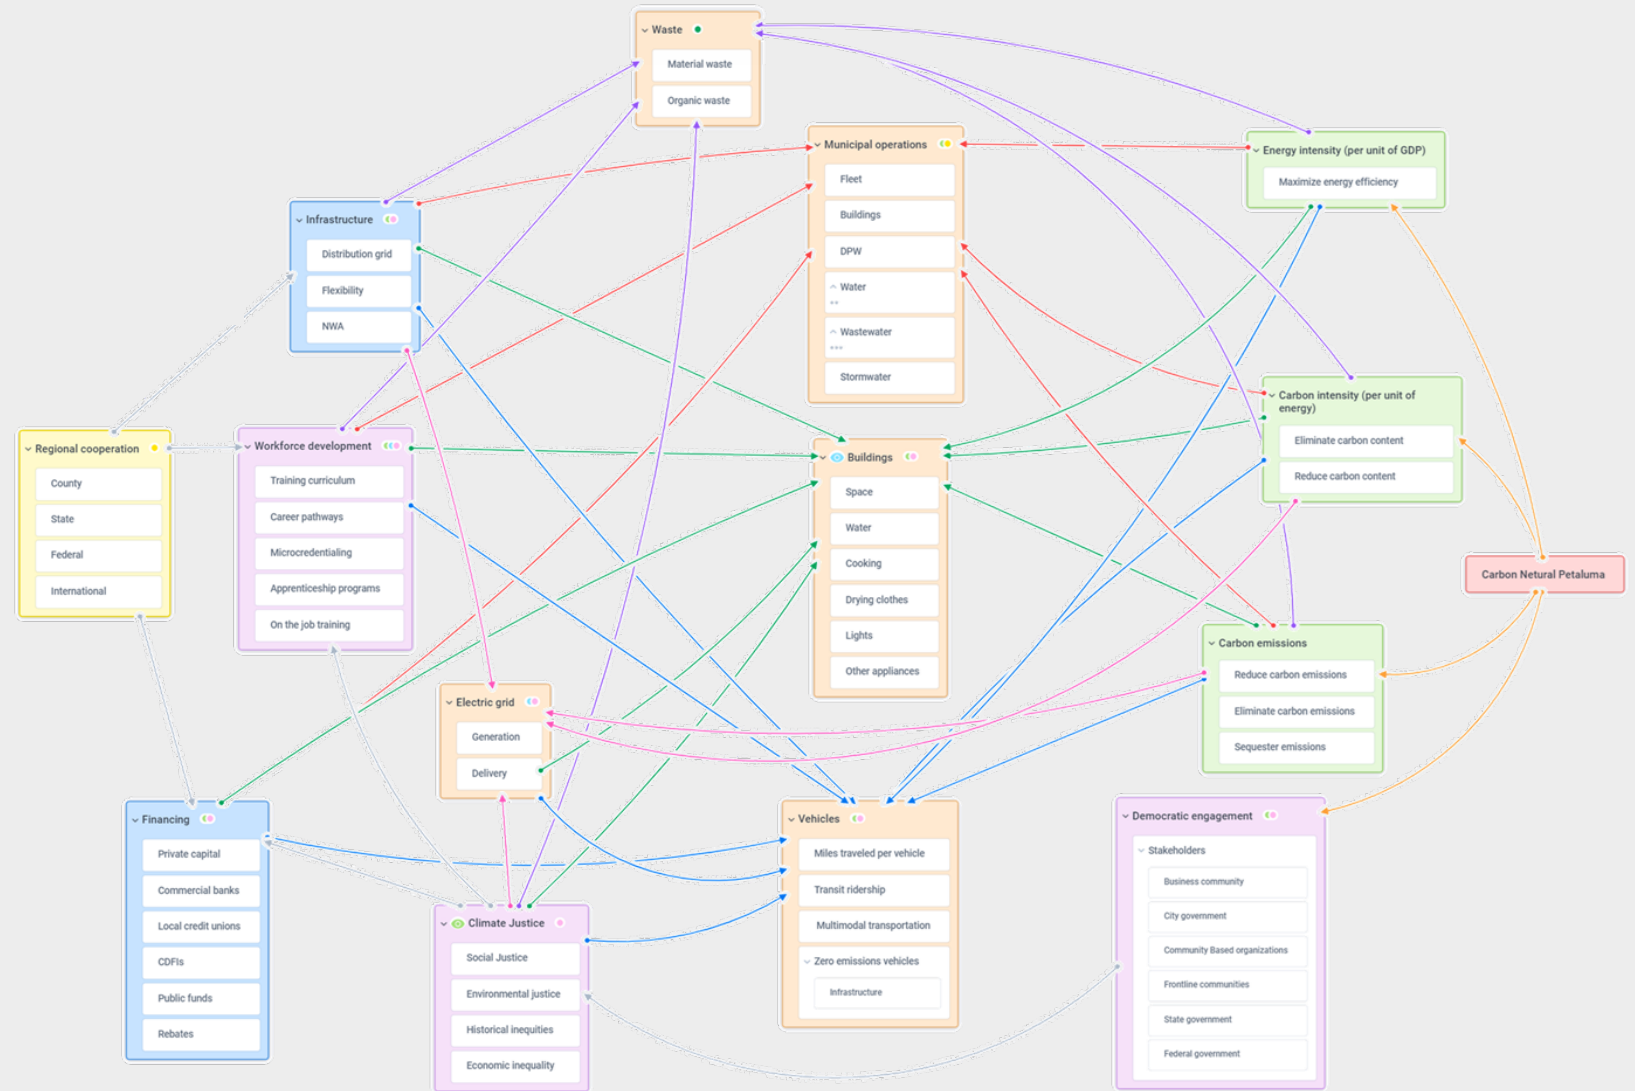 Waste
Material waste
Organic waste
Municipal operations
Fleet
Buildings
DPW
Water
Wastewater
Stormwater
Energy intensity (per unit of GDP)
Maximize energy efficiency
Infrastructure
Distribution grid
Flexibility
NWA
Carbon intensity (per unit of
energy)
Eliminate carbon content
Reduce carbon content
Regional cooperation
County
State
Federal
International
Workforce development
Training curriculum
Career pathways
Microcredentialing
Apprenticeship programs
On the job training
Buildings
Space
Water
Cooking
Drying clothes
Lights
Other appliances
Carbon Netural Petaluma
Carbon emissions
Reduce carbon emissions
Eliminate carbon emissions
Sequester emissions
Electric grid
Generation
Delivery
Financing
Private capital
Commercial banks
Local credit unions
CDFIs
Public funds
Rebates
Climate Justice
Social Justice
Environmental justice
Historical inequities
Economic inequality
Vehicles
Miles traveled per vehicle
Transit ridership
Multimodal transportation
Zero emissions vehicles
Infrastructure
Democratic engagement
Stakeholders
Business community
City government
Community Based organizations
Frontline communities
State government
Federal government